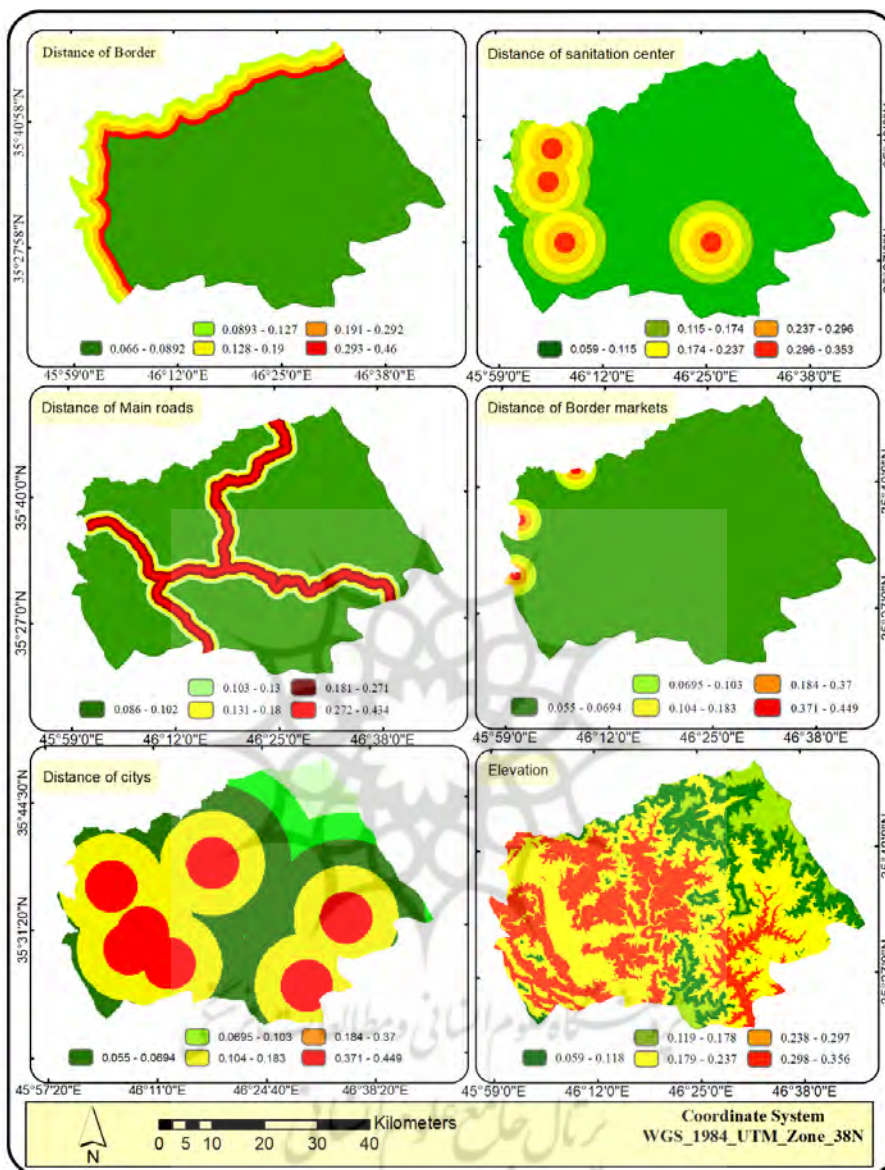 Distance of Border
35°40'58"N
35°27'58"N
0.0893 - 0.127
0.191 - 0.292
0.066 - 0.0892
0.128 - 0.19
0.293 - 0.46
45°59'0"E
46°12'0"E
46°25'0"E
46°38'0"E
Distance of sanitation center
0.115 - 0.174
0.237 - 0.296
0.059 - 0.115
0.174 - 0.237
0.296 - 0.353
45°59'0"E
46°12'0"E
46°25'0"E
46°38'0"E
Distance of Main roads
35°40'0"N
35°27'0"N
0.103 - 0.13
0.181 - 0.271
0.086 - 0.102
0.131 - 0.18
0.272 - 0.434
45°59'0"E
46°12'0"E
46°25'0"E
46°38'0"E
Distance of Border markets
0.0695 - 0.103
0.184 - 0.37
0.055 - 0.0694
0.104 - 0.183
0.371 - 0.449
45°59'0"E
46°12'0"E
46°25'0"E
46°38'0"E
Distance of citys
35°44'30"N
35°31'20"N
0.0695 - 0.103
0.184 - 0.37
0.055 - 0.0694
0.104 - 0.183
0.371 - 0.449
45°57'20"E
46°11'0"E
46°24'40"E
46°38'20"E
Elevation
0.119 - 0.178
0.238 - 0.297
0.059 - 0.118
0.179 - 0.237
0.298 - 0.356
45°59'0"E
46°12'0"E
46°25'0"E
46°38'0"E
N
Kilometers
0 5 10 20 30 40
Coordinate System
WGS_1984_UTM_Zone_38N
پرتال جامع علوم انسانی